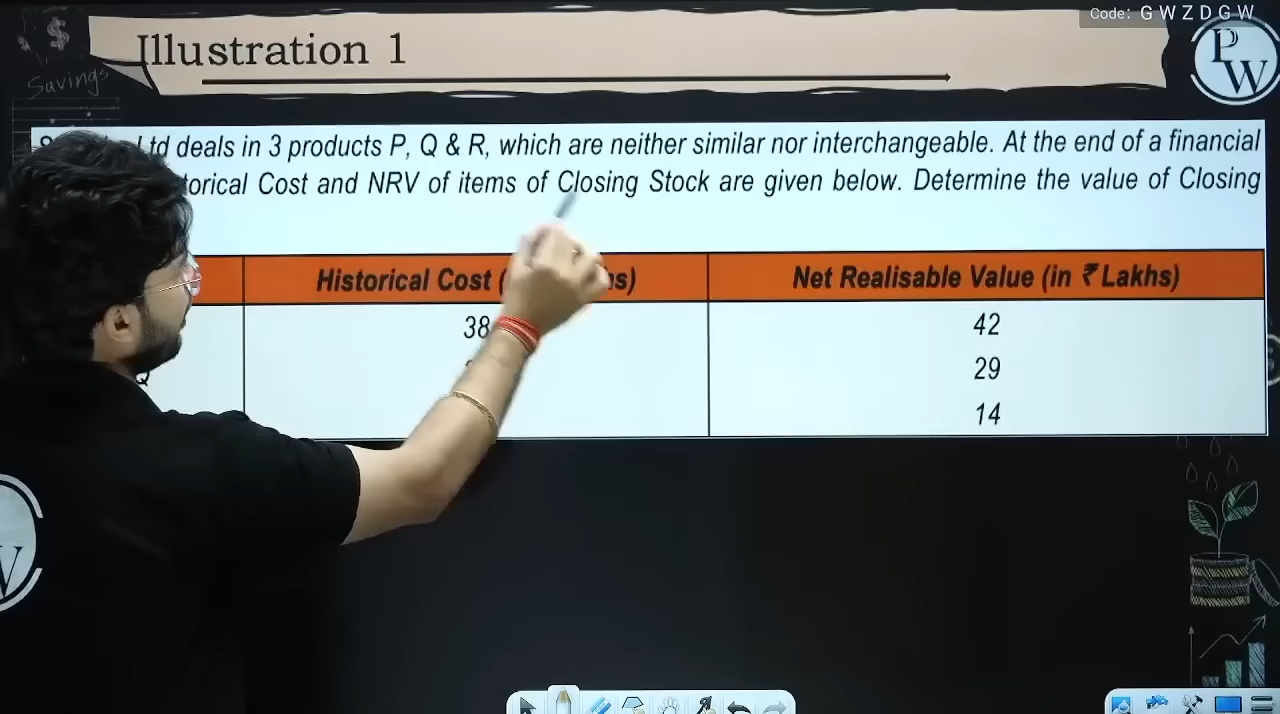 Code: G W Z D G W
Illustration 1
Savings
Ltd deals in 3 products P, Q & R, which are neither similar nor interchangeable. At the end of a financial
Cost and NRV of items of Closing Stock are given below. Determine the value of Closing
Historical Cost ( Net Realisable Value (in ₹ Lakhs)
38 42
Q 29
14
PW